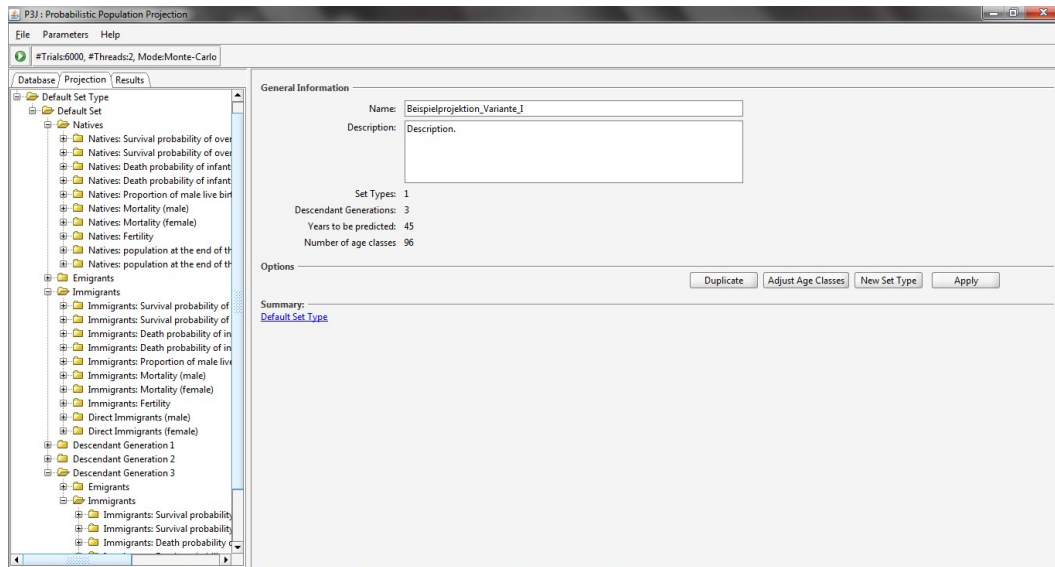 P3J : Probabilistic Population Projection
File Parameters Help
#Trials:6000, #Threads:2, Mode:Monte-Carlo
Database Projection Results
Default Set Type
Default Set
Natives
Natives: Survival probability of over
Natives: Survival probability of over
Natives: Death probability of infant
Natives: Death probability of infant
Natives: Proportion of male live birt
Natives: Mortality (male)
Natives: Mortality (female)
Natives: Fertility
Natives: population at the end of th
Natives: population at the end of th
Emigrants
Immigrants
Immigrants: Survival probability of
Immigrants: Survival probability of
Immigrants: Death probability of in
Immigrants: Death probability of in
Immigrants: Proportion of male live
Immigrants: Mortality (male)
Immigrants: Mortality (female)
Immigrants: Fertility
Direct Immigrants (male)
Direct Immigrants (female)
Descendant Generation 1
Descendant Generation 2
Descendant Generation 3
Emigrants
Immigrants
Immigrants: Survival probability
Immigrants: Survival probability
Immigrants: Death probability o
General Information
Name: Beispielprojektion_Variante_I
Description: Description.
Set Types: 1
Descendant Generations: 3
Years to be predicted: 45
Number of age classes 96
Options
Duplicate Adjust Age Classes New Set Type Apply
Summary:
Default Set Type